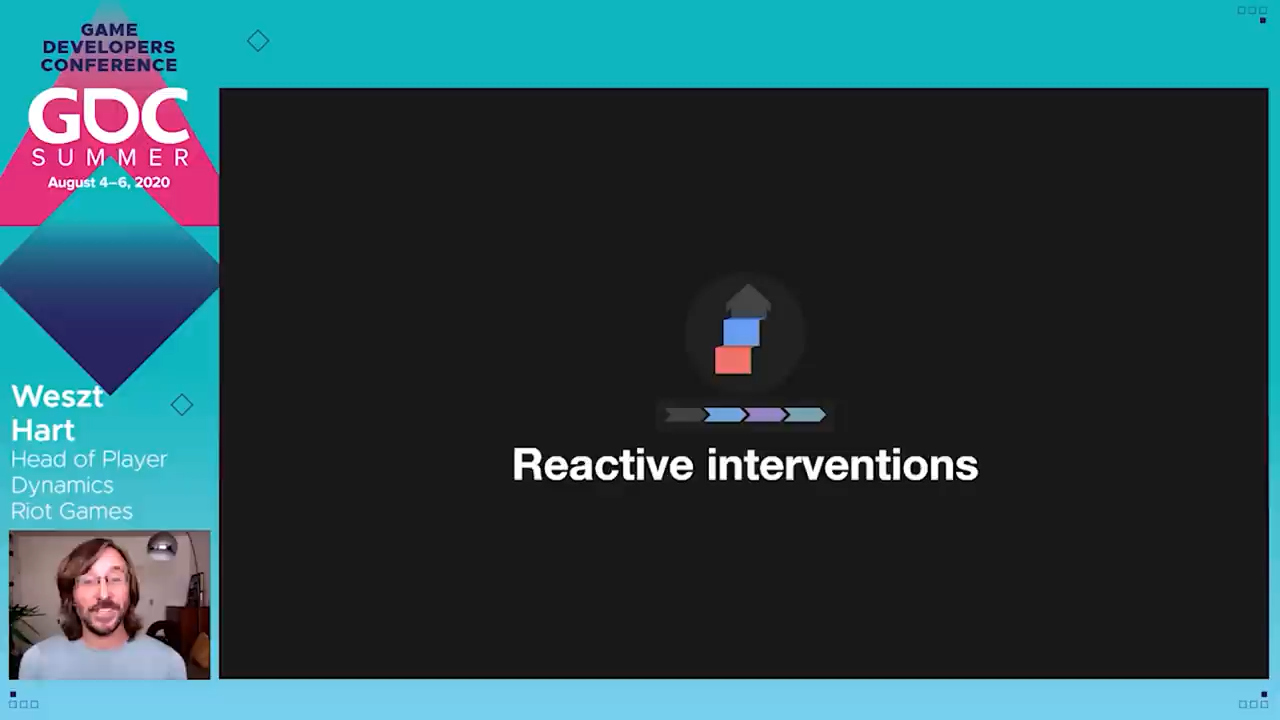 GAME
DEVELOPERS
CONFERENCE
GDC
SUMMER
August 4–6, 2020
Weszt
Hart
Head of Player
Dynamics
Riot Games
Reactive interventions